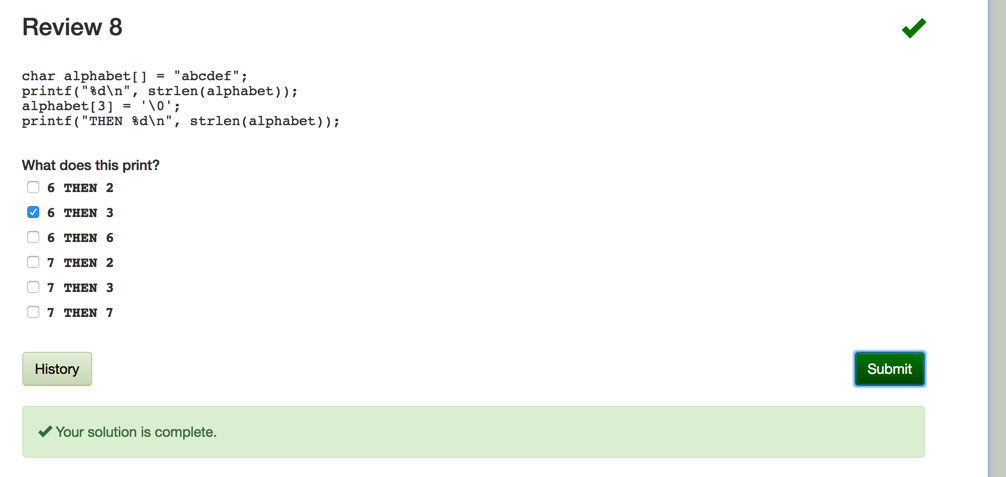 Review 8
char alphabet[] = "abcdef";
printf("%d\n", strlen(alphabet));
alphabet[3] = '\0';
printf("THEN %d\n", strlen(alphabet));
What does this print?
6 THEN 2
6 THEN 3
6 THEN 6
7 THEN 2
7 THEN 3
7 THEN 7
History
Submit
Your solution is complete.